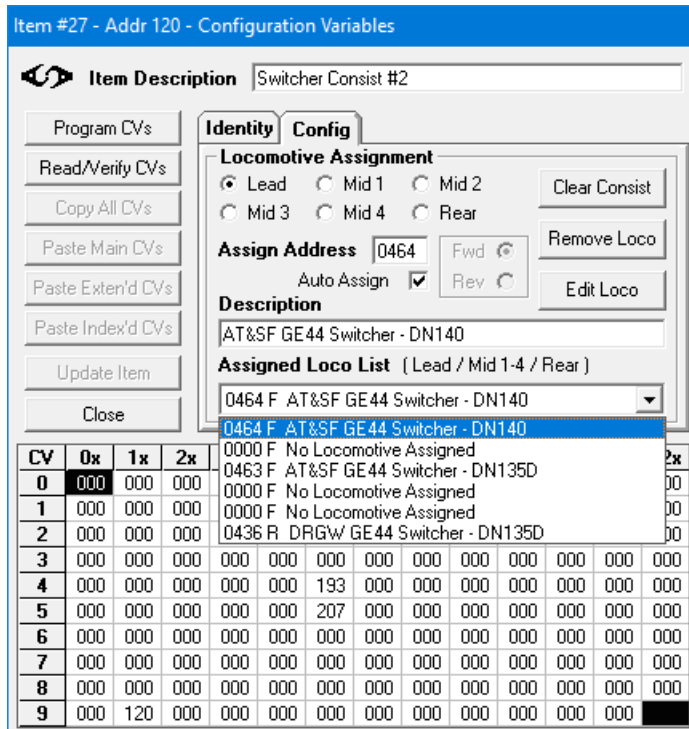 Item #27 - Addr 120 - Configuration Variables
Item Description Switcher Consist #2
Program CVs
Read/Verify CVs
Copy All CVs
Paste Main CVs
Paste Exten'd CVs
Paste Index'd CVs
Update Item
Close
Identity Config
Locomotive Assignment
Lead Mid 1 Mid 2
Mid 3 Mid 4 Rear
Clear Consist
Remove Loco
Edit Loco
Assign Address 0464 Fwd
Auto Assign Rev
Description
AT&SF GE44 Switcher - DN140
Assigned Loco List ( Lead / Mid 1-4 / Rear )
0464 F AT&SF GE44 Switcher - DN140
0464 F AT&SF GE44 Switcher - DN140
0000 F No Locomotive Assigned
0463 F AT&SF GE44 Switcher - DN135D
0000 F No Locomotive Assigned
0000 F No Locomotive Assigned
0436 R DRGW GE44 Switcher - DN135D
CV 0x 1x 2x 2x
0 000 000 000
1 000 000 000
2 000 000 000
3 000 000 000 000 000 000 000 000 000 000 000 000 000
4 000 000 000 000 000 193 000 000 000 000 000 000 000
5 000 000 000 000 000 207 000 000 000 000 000 000 000
6 000 000 000 000 000 000 000 000 000 000 000 000 000
7 000 000 000 000 000 000 000 000 000 000 000 000 000
8 000 000 000 000 000 000 000 000 000 000 000 000 000
9 000 120 000 000 000 000 000 000 000 000 000 000